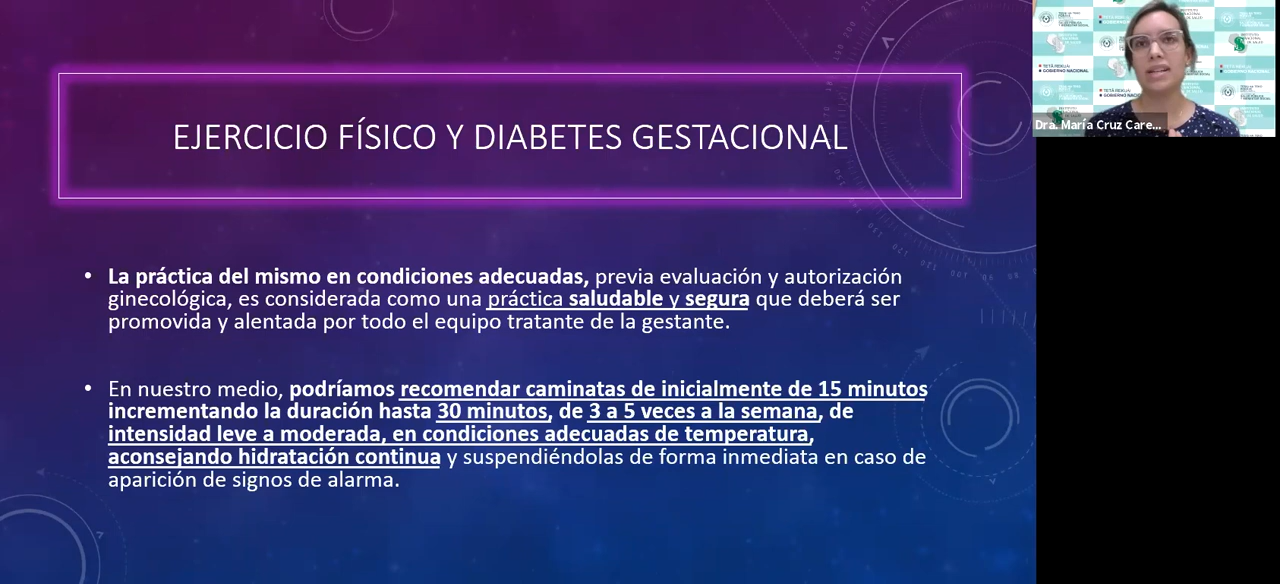 EJERCICIO FÍSICO Y DIABETES GESTACIONAL
• La práctica del mismo en condiciones adecuadas, previa evaluación y autorización
ginecológica, es considerada como una práctica saludable y segura que deberá ser
promovida y alentada por todo el equipo tratante de la gestante.
• En nuestro medio, podríamos recomendar caminatas de inicialmente de 15 minutos
incrementando la duración hasta 30 minutos, de 3 a 5 veces a la semana, de
intensidad leve a moderada, en condiciones adecuadas de temperatura,
aconsejando hidratación continua y suspendiéndolas de forma inmediata en caso de
aparición de signos de alarma.
Dra. María Cruz Care...
GOBIERNO NACIONAL